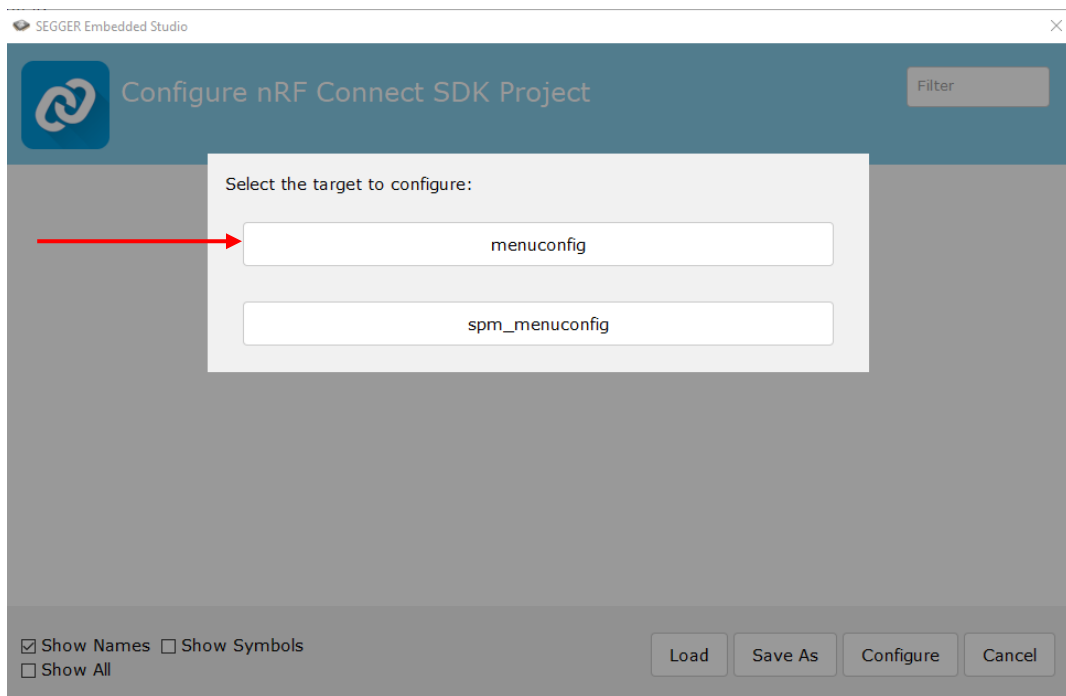 SEGGER Embedded Studio
Configure nRF Connect SDK Project
Filter
Select the target to configure:
menuconfig
spm_menuconfig
Show Names Show Symbols
Show All
Load Save As Configure Cancel